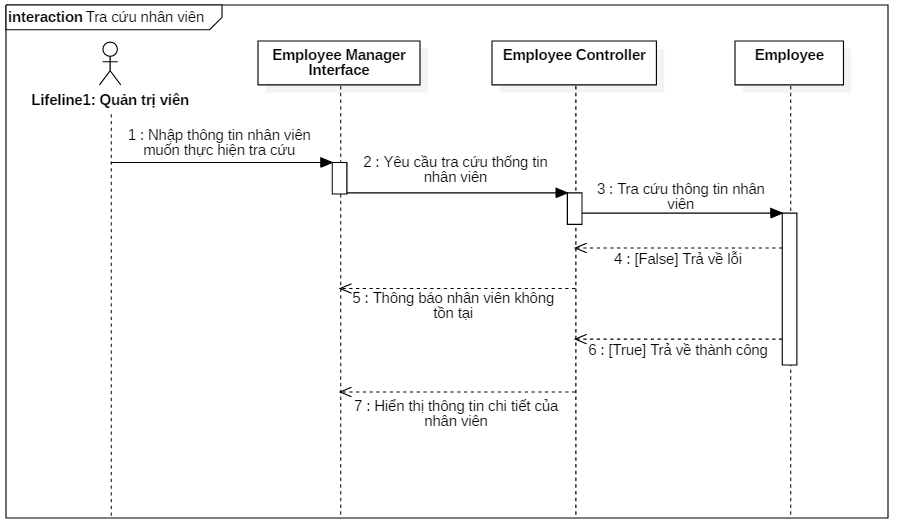 interaction Tra cứu nhân viên
Lifeline1: Quản trị viên
Employee Manager
Interface
Employee Controller
Employee
1 : Nhập thông tin nhân viên
muốn thực hiện tra cứu
2 : Yêu cầu tra cứu thống tin
nhân viên
3 : Tra cứu thông tin nhân
viên
4 : [False] Trả về lỗi
5 : Thông báo nhân viên không
tồn tại
6 : [True] Trả về thành công
7 : Hiển thị thông tin chi tiết của
nhân viên